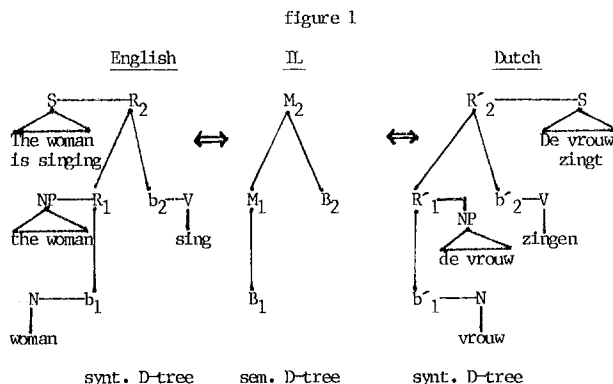 figure 1
English IL Dutch
S R2 M2 R´2 S
The woman De vrouw
is singing zingt
NP R1 b2 V M1 B2 R´1 b´2 V
the woman sing NP zingen
de vrouw
N b1 B1 b´1 N
woman vrouw
synt. D-tree sem. D-tree synt. D-tree